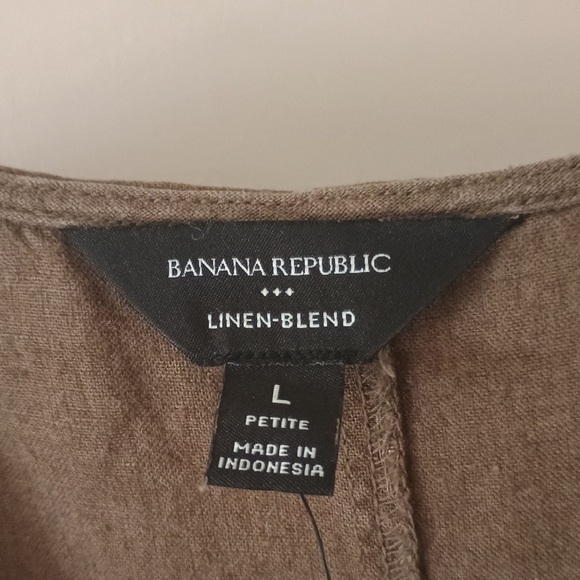 BANANA REPUBLIC
LINEN-BLEND
L
PETITE
MADE IN
INDONESIA